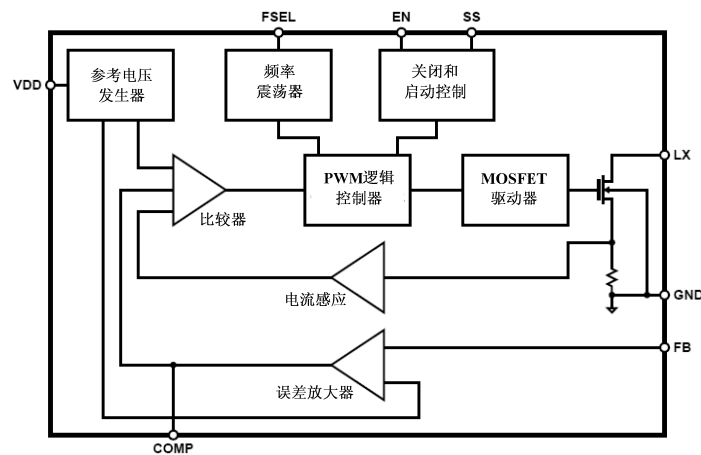 FSEL
EN
SS
VDD
参考电压
发生器
频率
震荡器
关闭和
启动控制
LX
PWM逻辑
控制器
MOSFET
驱动器
比较器
电流感应
GND
FB
误差放大器
COMP